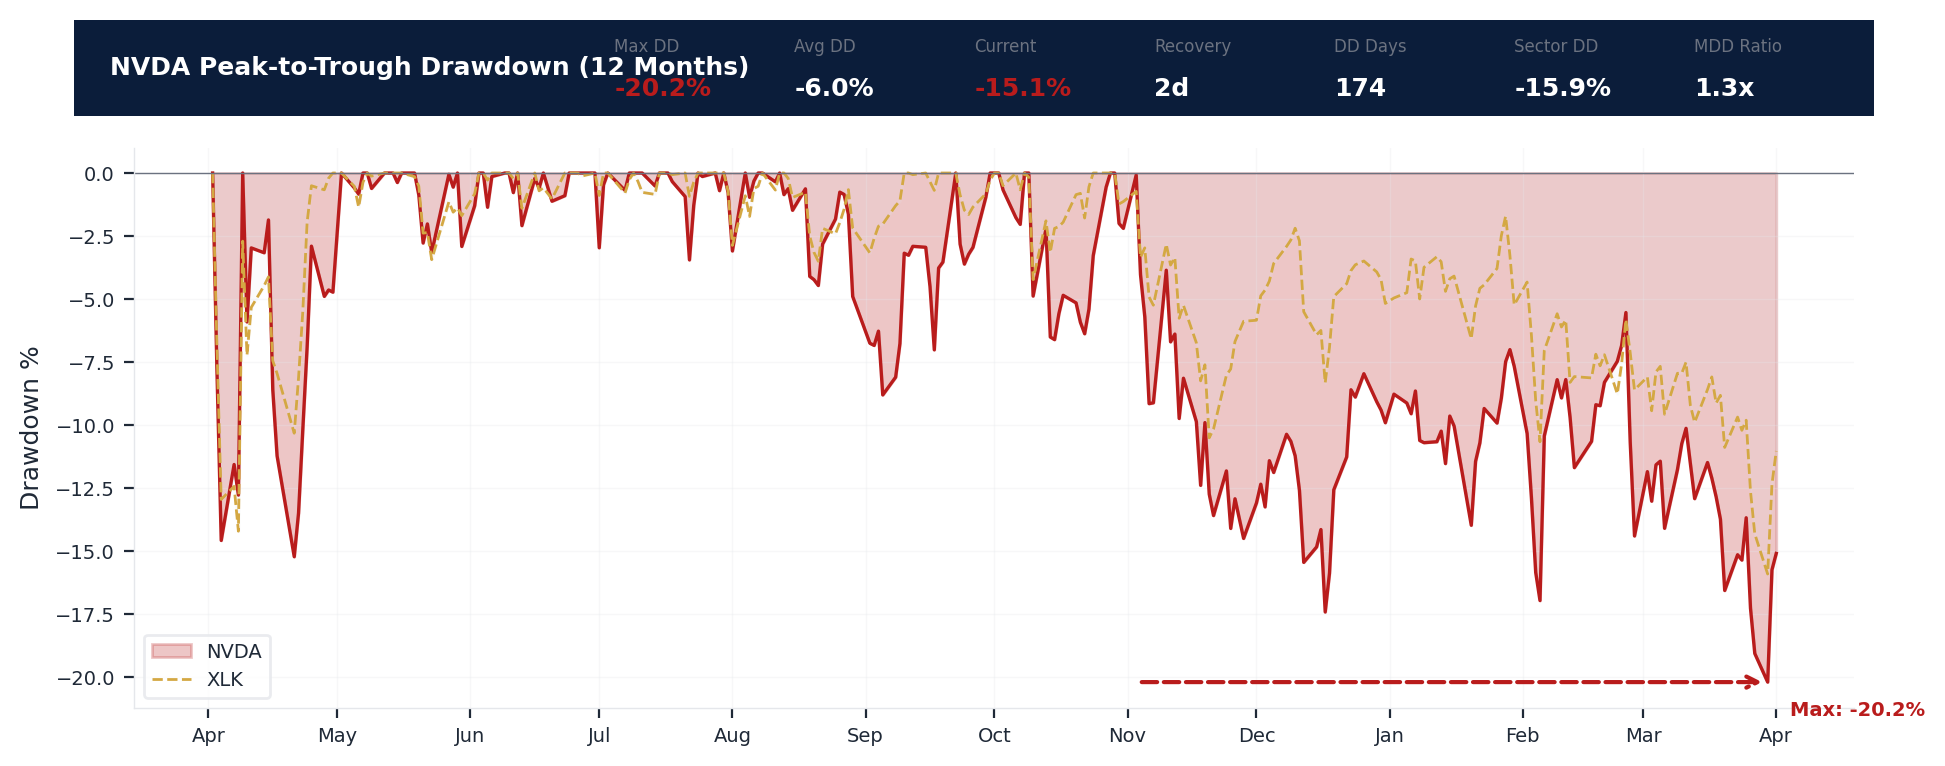 NVDA Peak-to-Trough Drawdown (12 Months)
Max DD
-20.2%
Avg DD
-6.0%
Current
-15.1%
Recovery
2d
DD Days
174
Sector DD
-15.9%
MDD Ratio
1.3x
Drawdown %
0.0
−2.5
−5.0
−7.5
−10.0
−12.5
−15.0
−17.5
−20.0
NVDA
XLK
Max: -20.2%
Apr
May
Jun
Jul
Aug
Sep
Oct
Nov
Dec
Jan
Feb
Mar
Apr